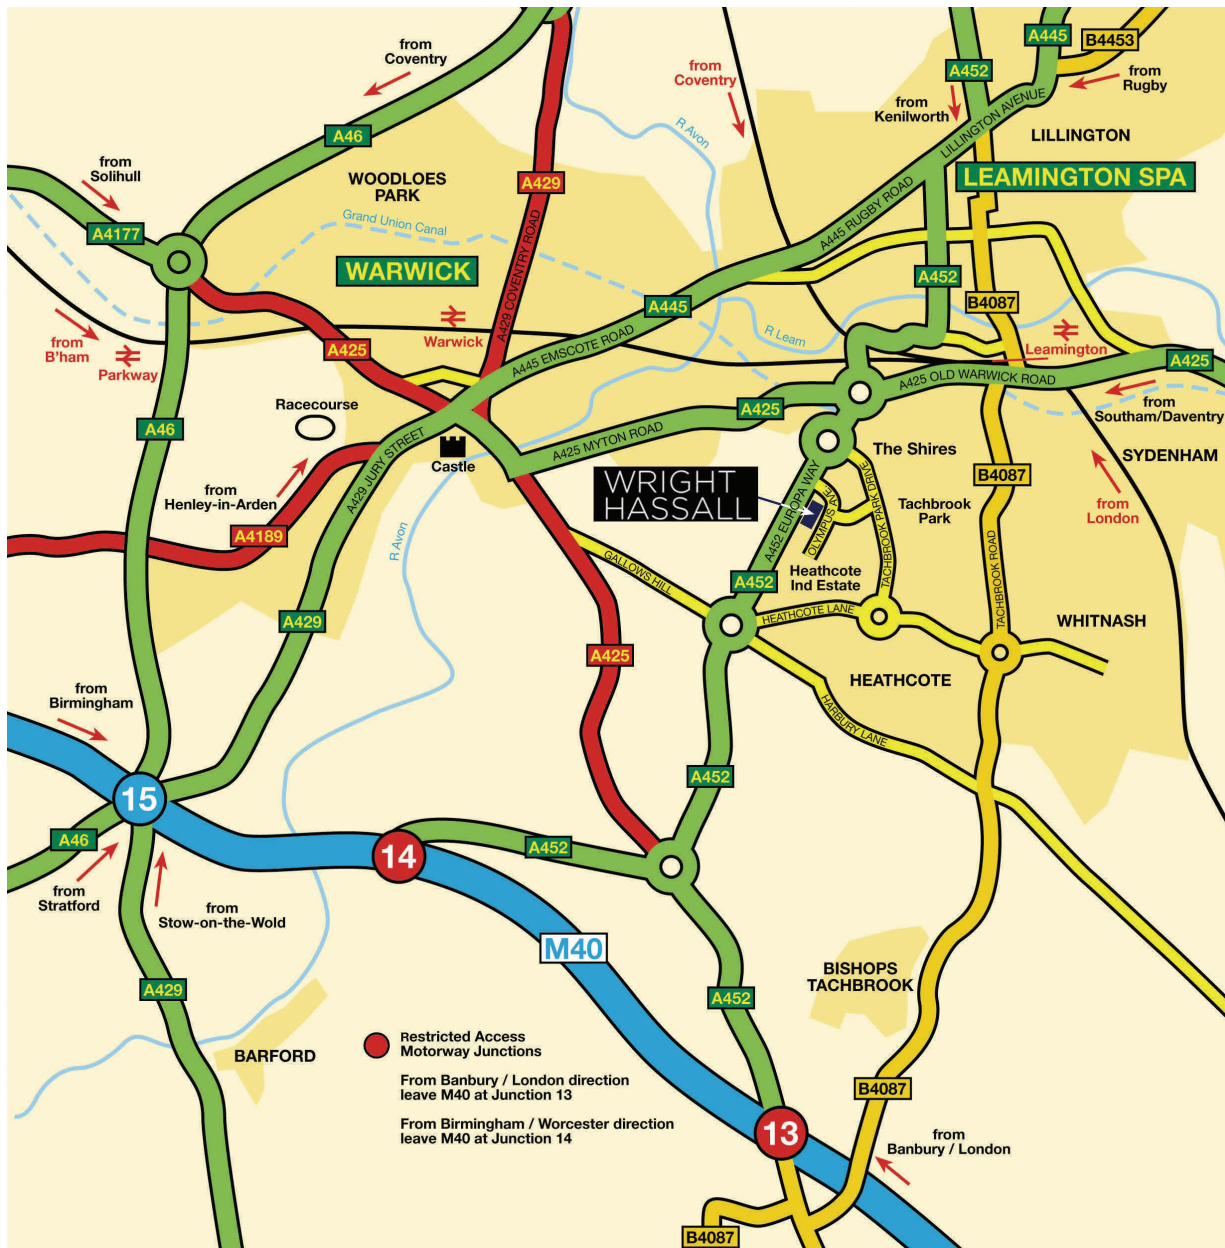 from
Coventry
A46
from
Solihull
A4177
WOODLOES
PARK
Grand Union Canal
WARWICK
A429
A429 COVENTRY ROAD
R Avon
from
Coventry
from
Kenilworth
A452
A445
B4453
from
Rugby
LILLINGTON AVENUE
LILLINGTON
LEAMINGTON SPA
A445 RUGBY ROAD
A452
B4087
A445
R Leam
Leamington
A425
A425 OLD WARWICK ROAD
from
Southam/Daventry
from
B'ham
Parkway
A425
Warwick
A445 EMSCOTE ROAD
Racecourse
A46
A429 JURY STREET
Castle
A425 MYTON ROAD
A425
The Shires
SYDENHAM
B4087
from
London
from
Henley-in-Arden
A4189
R Avon
WRIGHT
HASSALL
A452 EUROPA WAY
OLYMPUS AVE
TACHBROOK PARK DRIVE
Tachbrook
Park
TACHBROOK ROAD
Heathcote
Ind Estate
GALLOWS HILL
A452
HEATHCOTE LANE
A429
A425
WHITNASH
HEATHCOTE
HARBURY LANE
from
Birmingham
15
A46
from
Stratford
from
Stow-on-the-Wold
14
A452
A452
M40
A429
A452
BISHOPS
TACHBROOK
BARFORD
Restricted Access
Motorway Junctions
From Banbury / London direction
leave M40 at Junction 13
From Birmingham / Worcester direction
leave M40 at Junction 14
B4087
13
from
Banbury / London
B4087